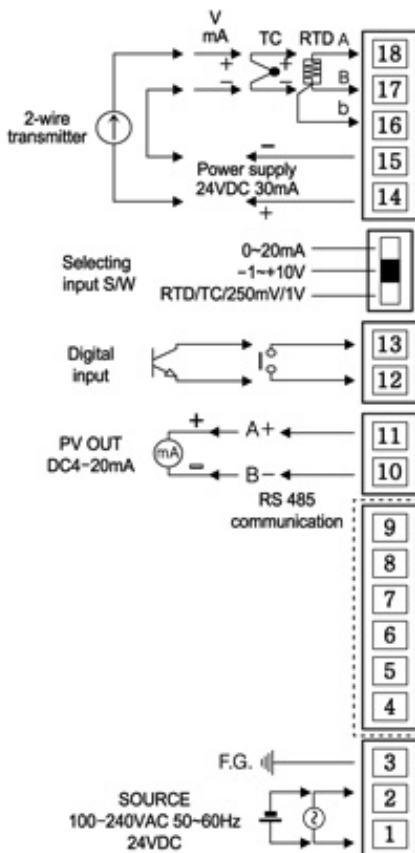 V
mA TC RTD A 18
+ + B 17
− − b 16
2-wire
transmitter
− 15
Power supply
24VDC 30mA 14
+
0~20mA
Selecting
input S/W −1~+10V
RTD/TC/250mV/1V
Digital
input 13
12
+ A+ 11
PV OUT
DC4−20mA mA
− B− 10
RS 485
communication
9
8
7
6
5
4
F.G. 3
SOURCE 2
100−240VAC 50~60Hz
24VDC 1